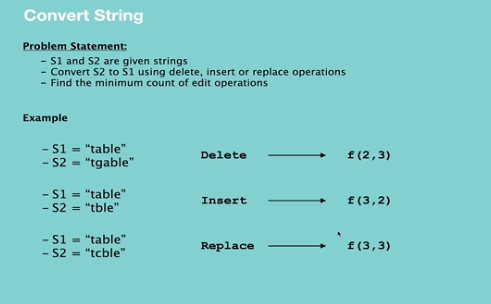 Convert String
Problem Statement:
– S1 and S2 are given strings
– Convert S2 to S1 using delete, insert or replace operations
– Find the minimum count of edit operations
Example
– S1 = “table”
– S2 = “tgable”
Delete f(2,3)
– S1 = “table”
– S2 = “tble”
Insert f(3,2)
– S1 = “table”
– S2 = “tcble”
Replace f(3,3)